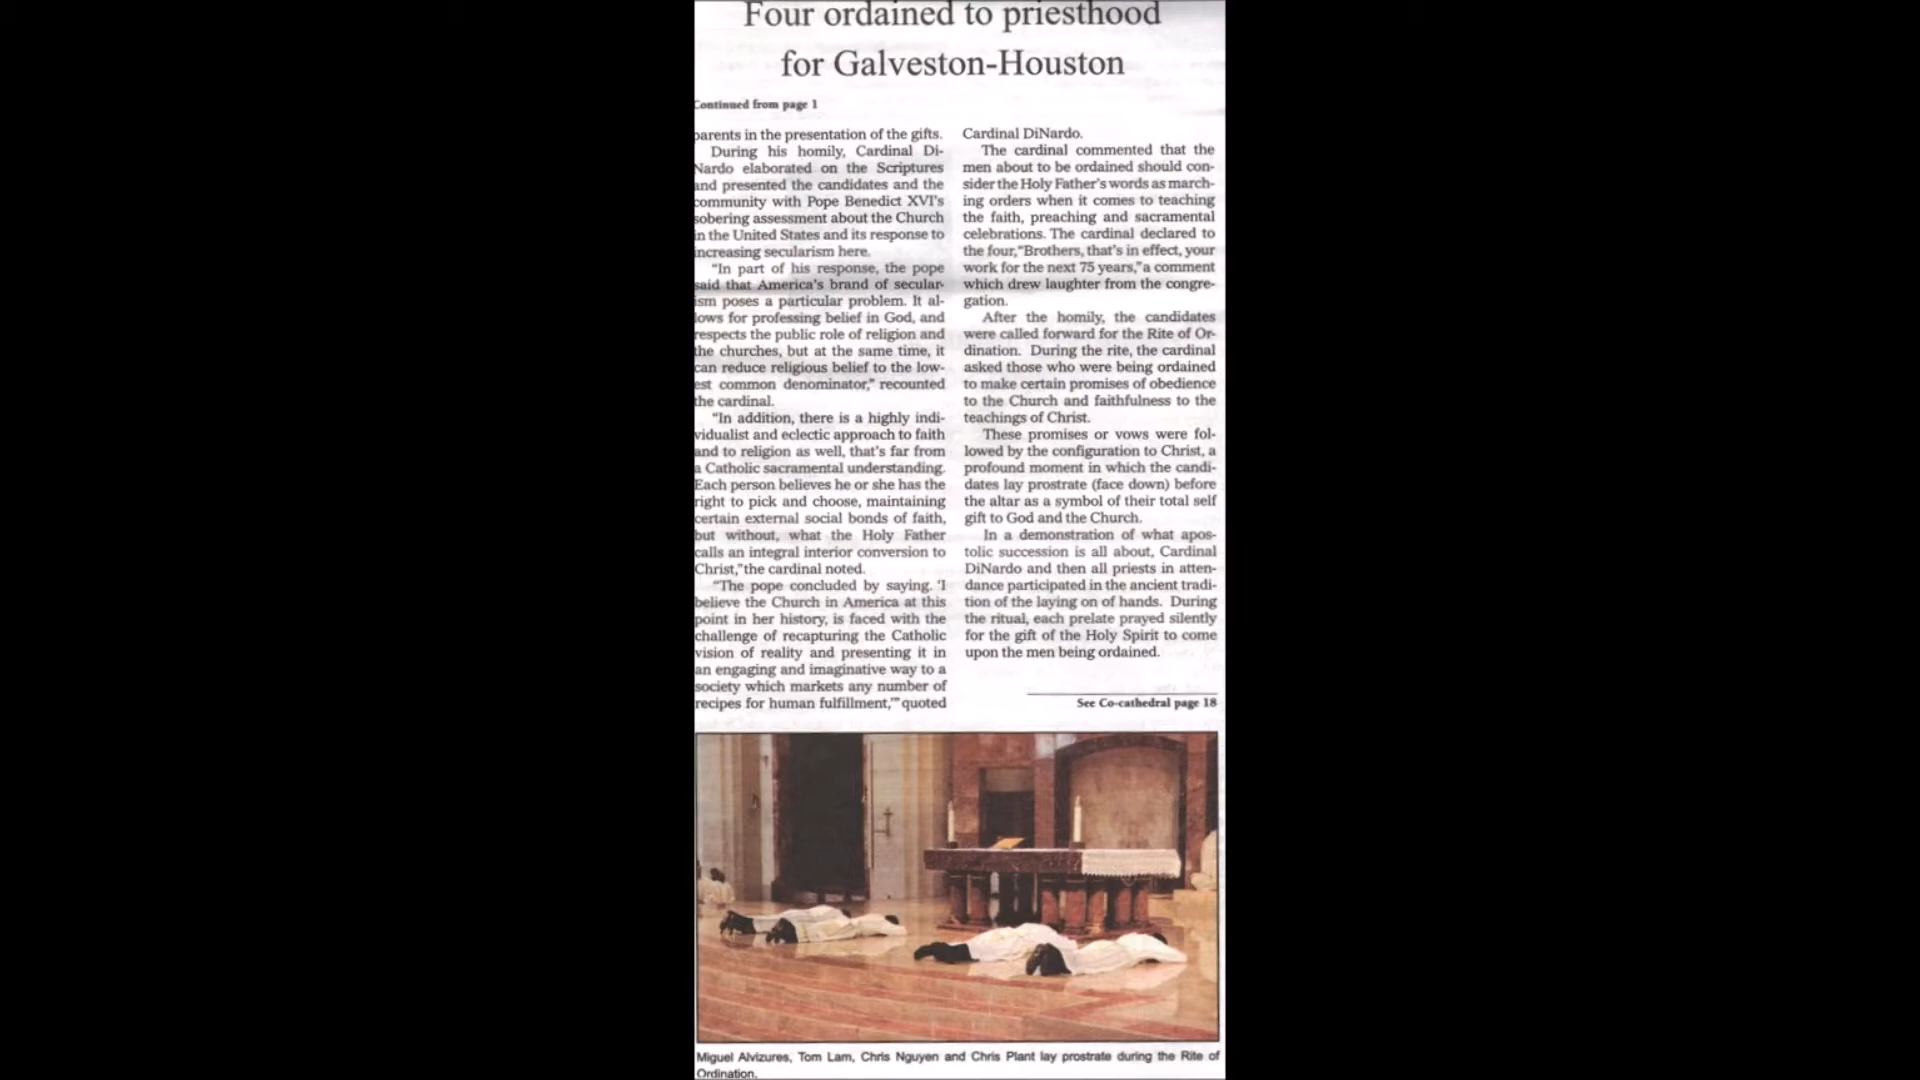 Four ordained to priesthood
for Galveston-Houston
Continued from page 1
parents in the presentation of the gifts.
During his homily, Cardinal Di-
Nardo elaborated on the Scriptures
and presented the candidates and the
community with Pope Benedict XVI's
sobering assessment about the Church
in the United States and its response to
increasing secularism here.
"In part of his response, the pope
said that America's brand of secular-
ism poses a particular problem. It al-
lows for professing belief in God, and
respects the public role of religion and
the churches, but at the same time, it
can reduce religious belief to the low-
est common denominator," recounted
the cardinal.
"In addition, there is a highly indi-
vidualist and eclectic approach to faith
and to religion as well, that's far from
a Catholic sacramental understanding.
Each person believes he or she has the
right to pick and choose, maintaining
certain external social bonds of faith,
but without, what the Holy Father
calls an integral interior conversion to
Christ,"the cardinal noted.
"The pope concluded by saying. 'I
believe the Church in America at this
point in her history, is faced with the
challenge of recapturing the Catholic
vision of reality and presenting it in
an engaging and imaginative way to a
society which markets any number of
recipes for human fulfillment,'" quoted
Cardinal DiNardo.
The cardinal commented that the
men about to be ordained should con-
sider the Holy Father's words as march-
ing orders when it comes to teaching
the faith, preaching and sacramental
celebrations. The cardinal declared to
the four,"Brothers, that's in effect, your
work for the next 75 years,"a comment
which drew laughter from the congre-
gation.
After the homily, the candidates
were called forward for the Rite of Or-
dination. During the rite, the cardinal
asked those who were being ordained
to make certain promises of obedience
to the Church and faithfulness to the
teachings of Christ.
These promises or vows were fol-
lowed by the configuration to Christ, a
profound moment in which the candi-
dates lay prostrate (face down) before
the altar as a symbol of their total self
gift to God and the Church.
In a demonstration of what apos-
tolic succession is all about, Cardinal
DiNardo and then all priests in atten-
dance participated in the ancient tradi-
tion of the laying on of hands. During
the ritual, each prelate prayed silently
for the gift of the Holy Spirit to come
upon the men being ordained.
See Co-cathedral page 18
Miguel Alvizures, Tom Lam, Chris Nguyen and Chris Plant lay prostrate during the Rite of
Ordination.